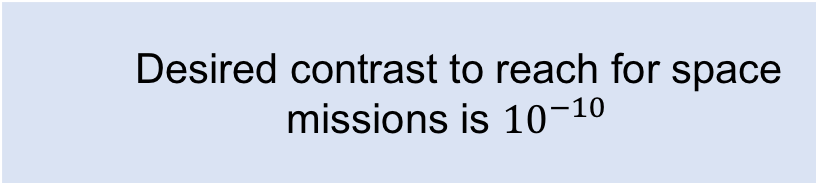 Desired contrast to reach for space
missions is 10⁻¹⁰